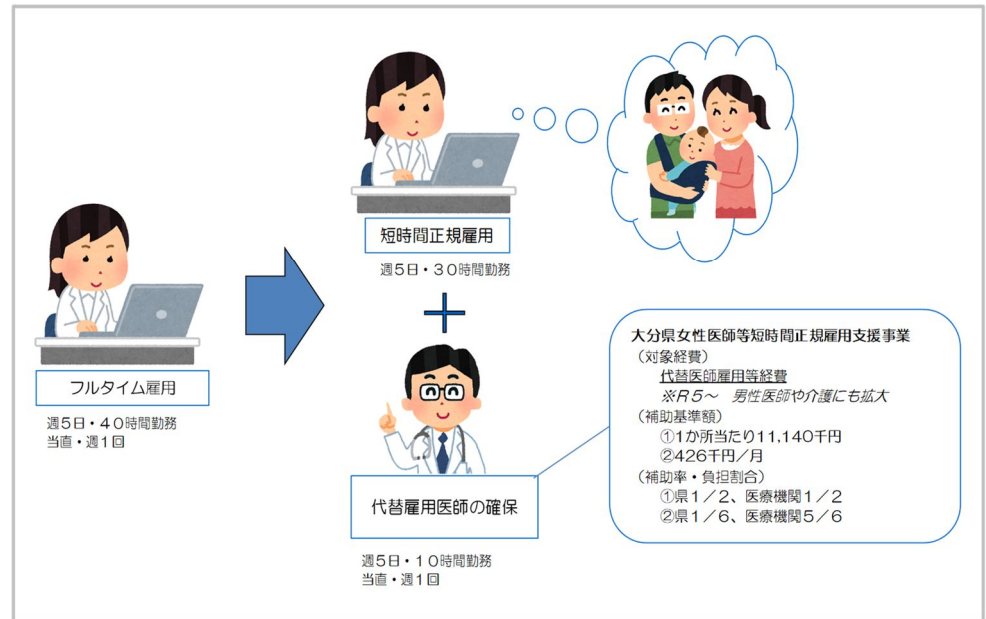 短時間正規雇用
週5日・30時間勤務
フルタイム雇用
週5日・40時間勤務
当直・週1回
大分県女性医師等短時間正規雇用支援事業
（対象経費）
代替医師雇用等経費
※R5～　男性医師や介護にも拡大
（補助基準額）
①1か所当たり11,140千円
②426千円／月
（補助率・負担割合）
①県1／2、医療機関1／2
②県1／6、医療機関5／6
代替雇用医師の確保
週5日・10時間勤務
当直・週1回